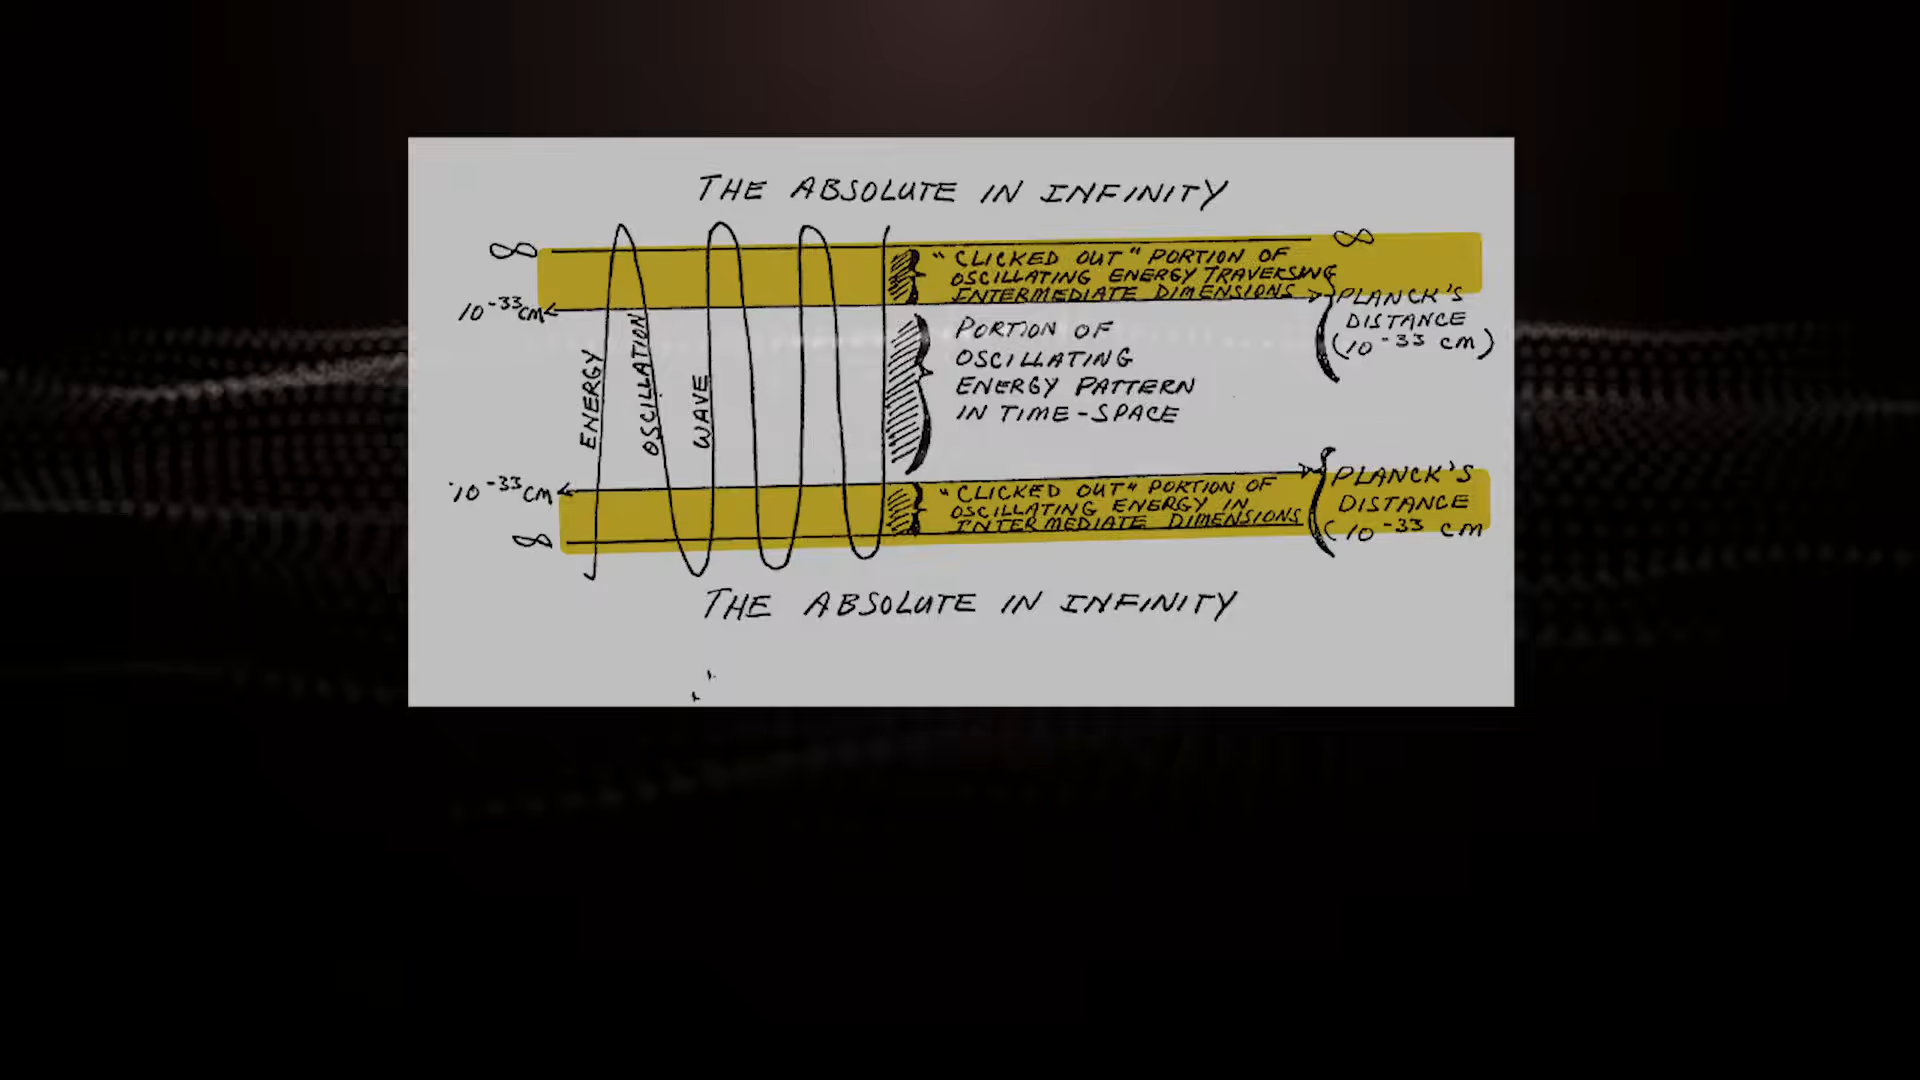 THE ABSOLUTE IN INFINITY
∞
∞
"CLICKED OUT" PORTION OF
OSCILLATING ENERGY TRAVERSING
INTERMEDIATE DIMENSIONS
10⁻³³cm
PLANCK'S
DISTANCE
(10⁻³³ cm)
PORTION OF
OSCILLATING
ENERGY PATTERN
IN TIME-SPACE
ENERGY
OSCILLATION
WAVE
10⁻³³cm
"CLICKED OUT" PORTION OF
OSCILLATING ENERGY IN
INTERMEDIATE DIMENSIONS
PLANCK'S
DISTANCE
(10⁻³³ cm
∞
THE ABSOLUTE IN INFINITY